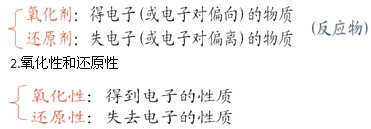 氧化剂：得电子(或电子对偏向)的物质
还原剂：失电子(或电子对偏离)的物质
(反应物)
2.氧化性和还原性
氧化性：得到电子的性质
还原性：失去电子的性质